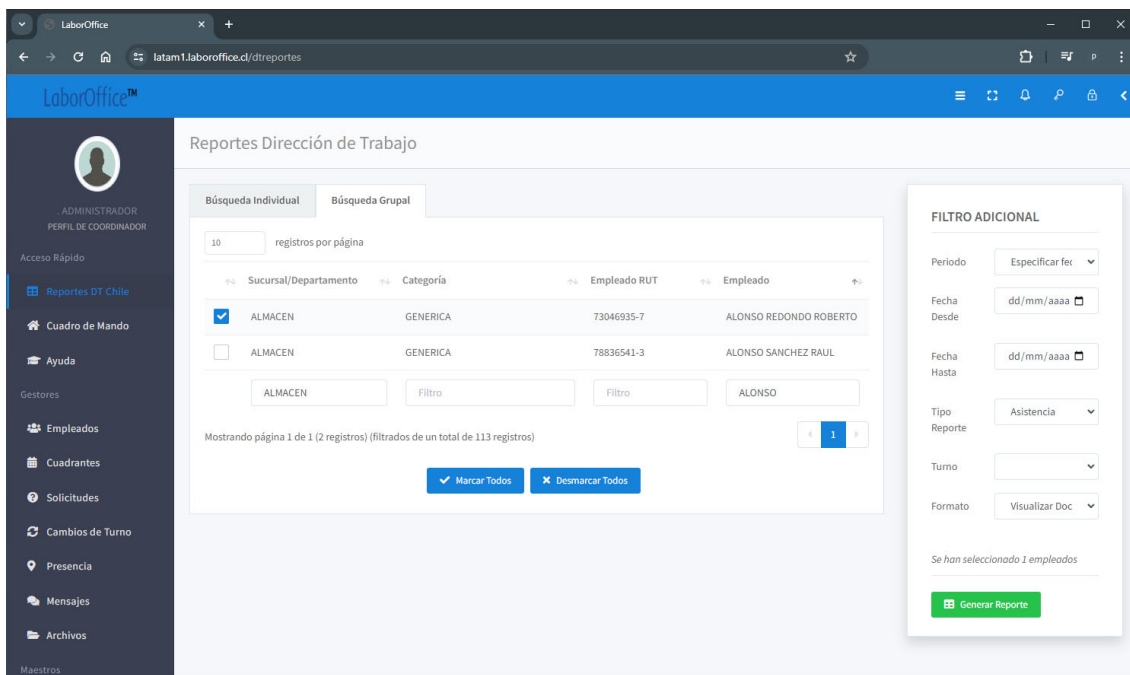 LaborOffice
latam1.laboroffice.cl/dtreportes
P
LaborOffice™
. ADMINISTRADOR
PERFIL DE COORDINADOR
Acceso Rápido
Reportes DT Chile
Cuadro de Mando
Ayuda
Gestores
Empleados
Cuadrantes
Solicitudes
Cambios de Turno
Presencia
Mensajes
Archivos
Maestros
Reportes Dirección de Trabajo
Búsqueda Individual Búsqueda Grupal
10 registros por página
Sucursal/Departamento Categoría Empleado RUT Empleado
ALMACEN GENERICA 73046935-7 ALONSO REDONDO ROBERTO
ALMACEN GENERICA 78836541-3 ALONSO SANCHEZ RAUL
ALMACEN Filtro Filtro ALONSO
Mostrando página 1 de 1 (2 registros) (filtrados de un total de 113 registros) 1
Marcar Todos Desmarcar Todos
FILTRO ADICIONAL
Periodo Especificar fec
Fecha Desde dd/mm/aaaa
Fecha Hasta dd/mm/aaaa
Tipo Reporte Asistencia
Turno
Formato Visualizar Doc
Se han seleccionado 1 empleados
Generar Reporte